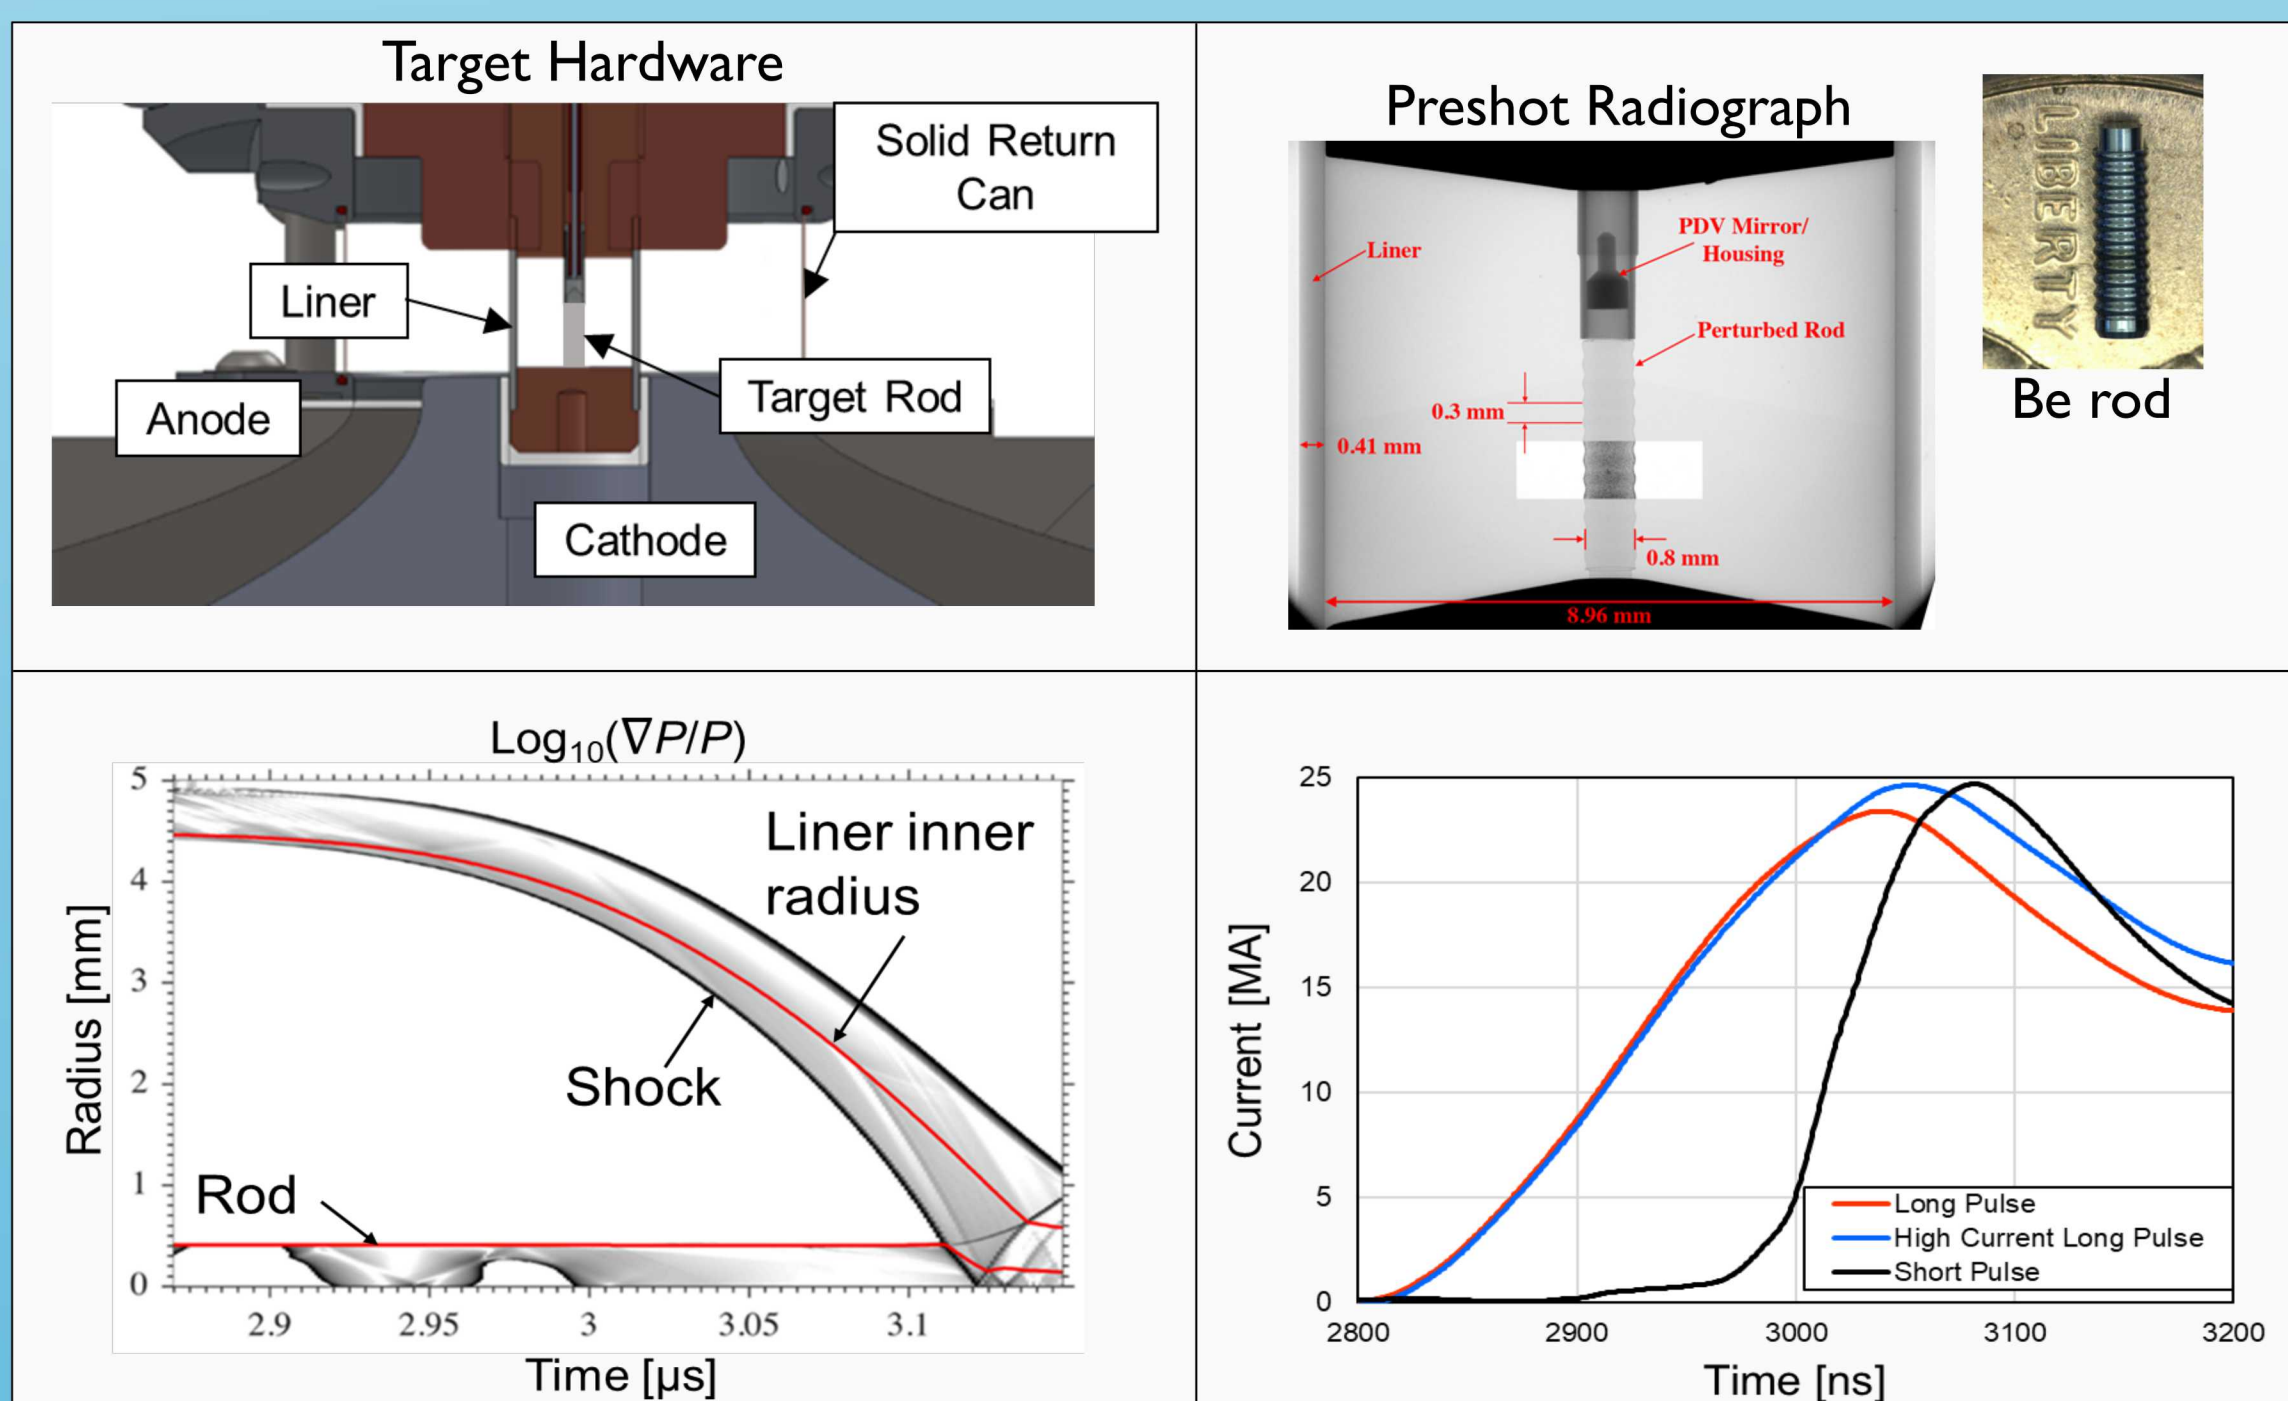 Target Hardware
Solid Return
Can
Liner
Target Rod
Anode
Cathode
Preshot Radiograph
Liner
PDV Mirror/
Housing
Perturbed Rod
0.3 mm
0.41 mm
0.8 mm
8.96 mm
LIBERTY
Be rod
Log₁₀(∇P/P)
Radius [mm]
5
4
3
2
1
0
Liner inner
radius
Shock
Rod
2.9 2.95 3 3.05 3.1
Time [µs]
Current [MA]
25
20
15
10
5
0
Long Pulse
High Current Long Pulse
Short Pulse
2800 2900 3000 3100 3200
Time [ns]